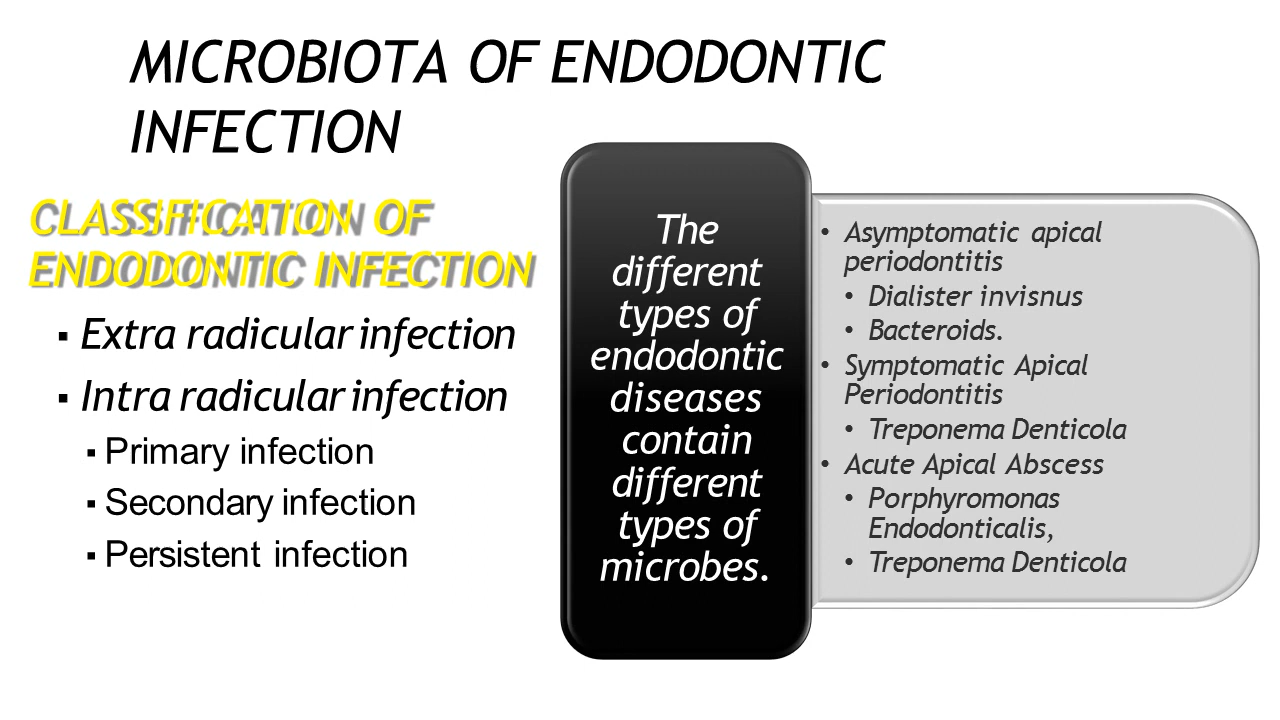 MICROBIOTA OF ENDODONTIC
INFECTION
CLASSIFICATION OF
ENDODONTIC INFECTION
▪ Extra radicular infection
▪ Intra radicular infection
▪ Primary infection
▪ Secondary infection
▪ Persistent infection
The
different
types of
endodontic
diseases
contain
different
types of
microbes.
• Asymptomatic apical
periodontitis
• Dialister invisnus
• Bacteroids.
• Symptomatic Apical
Periodontitis
• Treponema Denticola
• Acute Apical Abscess
• Porphyromonas
Endodonticalis,
• Treponema Denticola